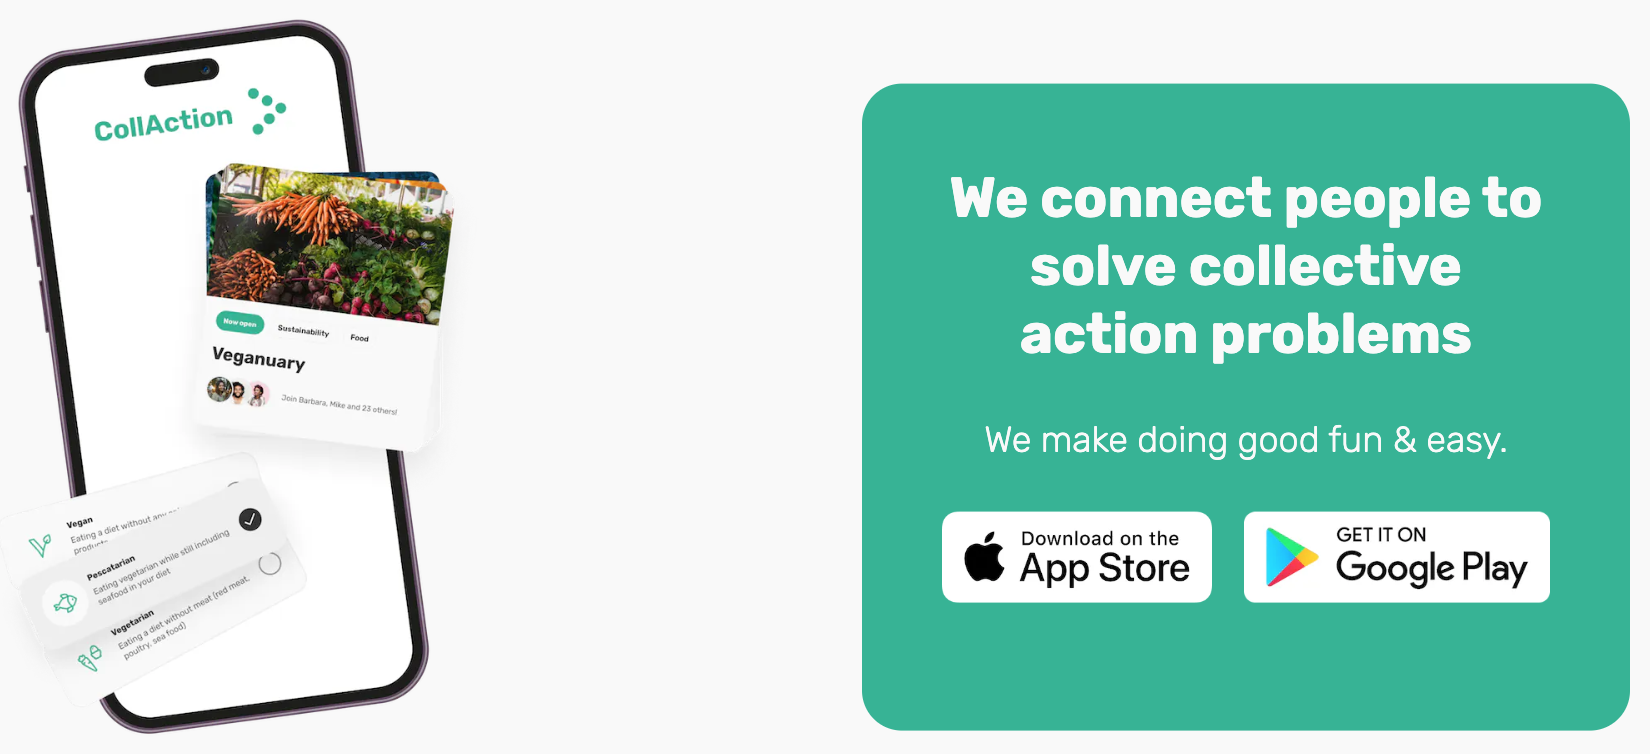 CollAction
Now open
Sustainability
Food
Veganuary
Join Barbara, Mike and 23 others!
Vegan
Eating a diet without any
products
Pescatarian
Eating vegetarian while still including
seafood in your diet
Vegetarian
Eating a diet without meat (red meat,
poultry, sea food)
We connect people to
solve collective
action problems
We make doing good fun & easy.
Download on the
App Store
GET IT ON
Google Play